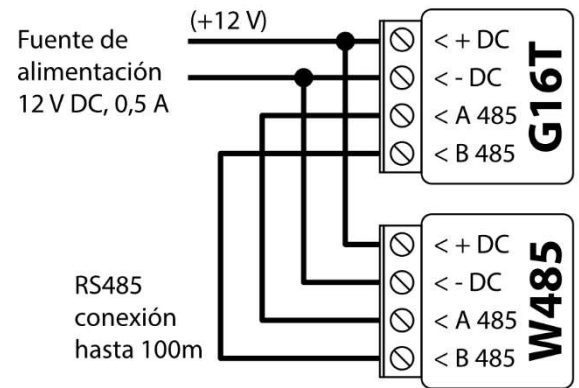 Fuente de
alimentación
12 V DC, 0,5 A
(+12 V)
< + DC
< - DC
< A 485
< B 485
G16T
RS485
conexión
hasta 100m
< + DC
< - DC
< A 485
< B 485
W485